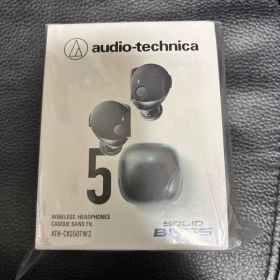 audio-technica
5
WIRELESS HEADPHONES
CASQUE SANS FIL
ATH-CKS50TW2
SOLID
BASS